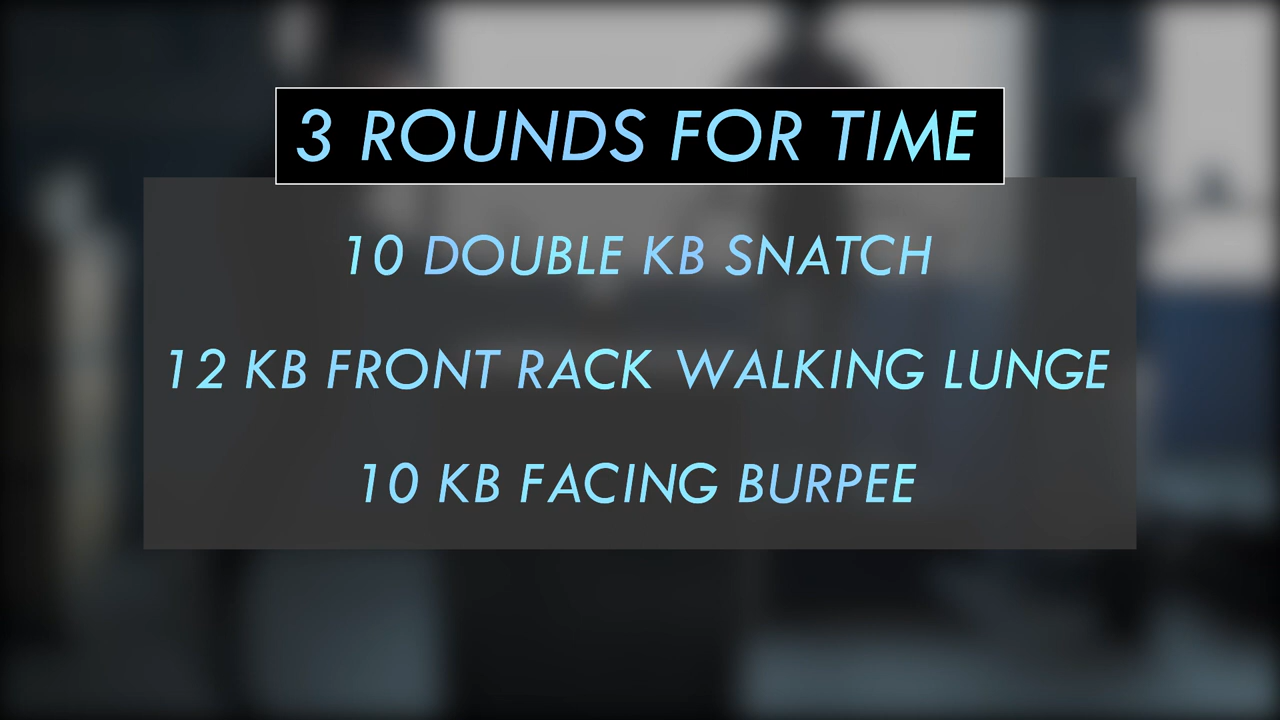 3 ROUNDS FOR TIME
10 DOUBLE KB SNATCH
12 KB FRONT RACK WALKING LUNGE
10 KB FACING BURPEE